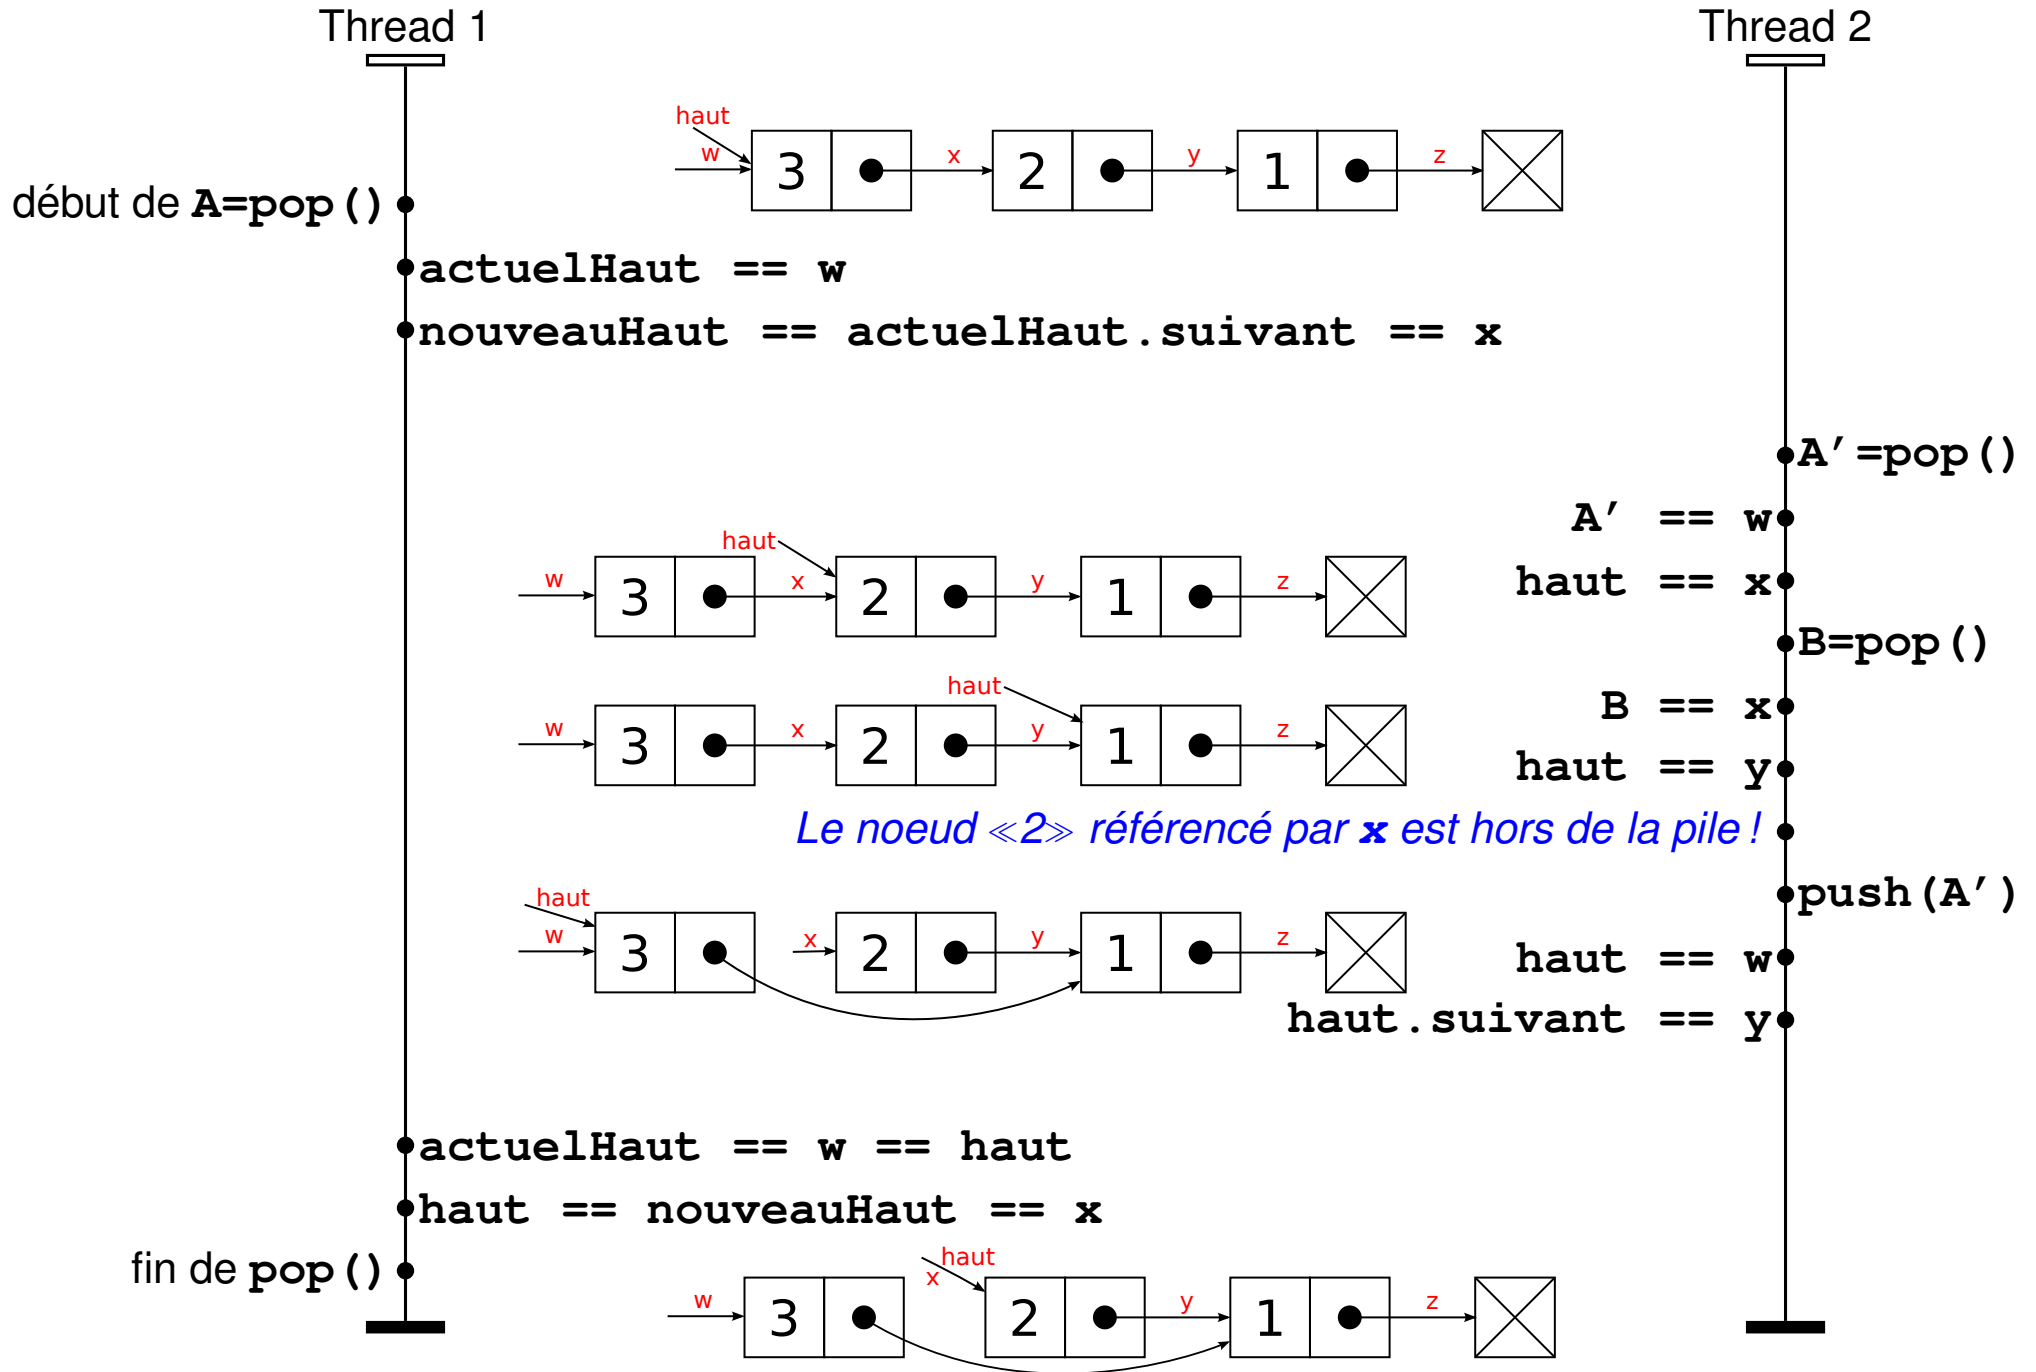 Thread 1
Thread 2
haut
w 3 x 2 y 1 z
début de A=pop()
actuelHaut == w
nouveauHaut == actuelHaut.suivant == x
A'=pop()
A' == w
haut
w 3 x 2 y 1 z
haut == x
B=pop()
haut
B == x
w 3 x 2 y 1 z
haut == y
Le noeud ≪2≫ référencé par x est hors de la pile !
push(A')
haut
w 3 x 2 y 1 z
haut == w
haut.suivant == y
actuelHaut == w == haut
haut == nouveauHaut == x
fin de pop()
haut
x
w 3 2 y 1 z